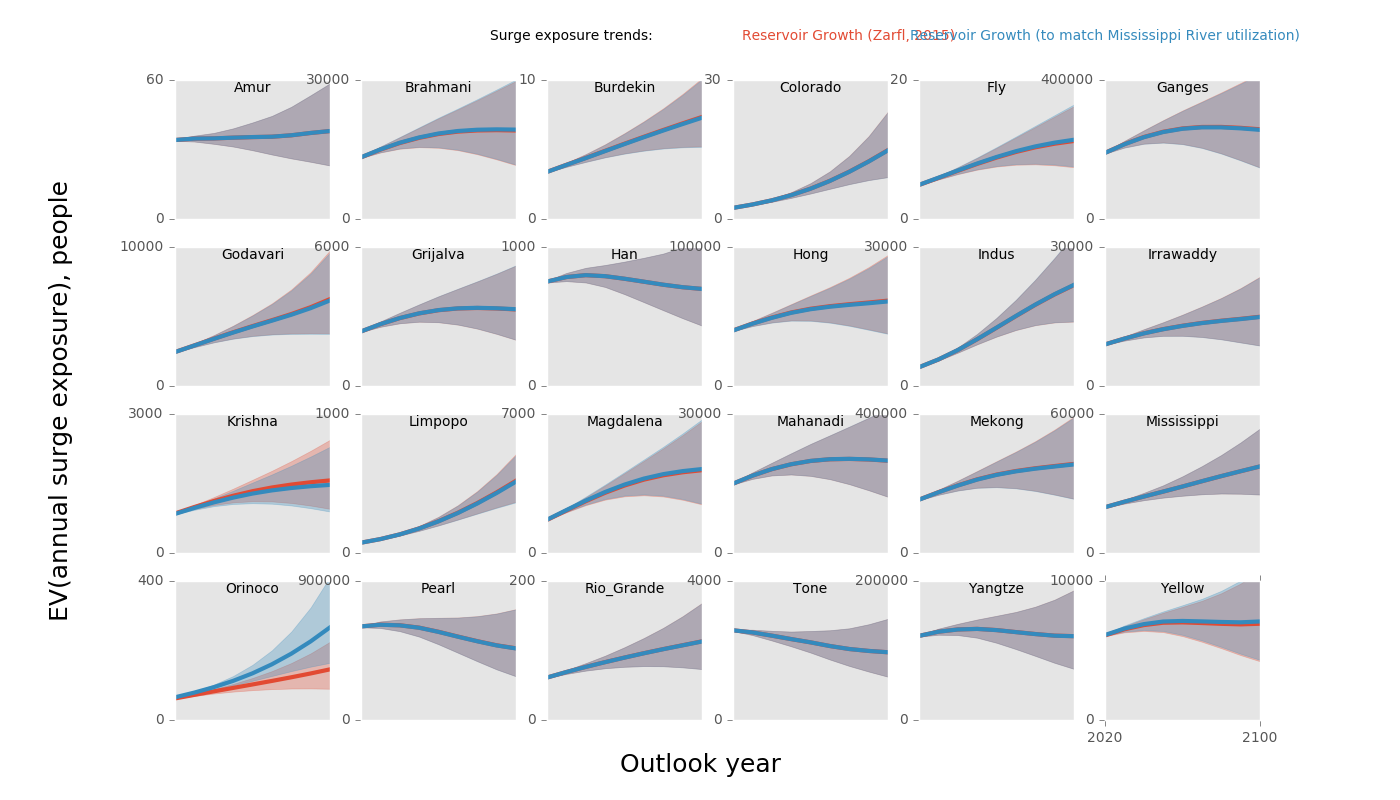 Surge exposure trends: Reservoir Growth (Zarfl, 2015) Reservoir Growth (to match Mississippi River utilization)
60 30000 10 30 20 400000
Amur Brahmani Burdekin Colorado Fly Ganges
0 0 0 0 0 0
10000 6000 1000 100000 30000 30000
Godavari Grijalva Han Hong Indus Irrawaddy
0 0 0 0 0 0
3000 1000 7000 30000 400000 60000
Krishna Limpopo Magdalena Mahanadi Mekong Mississippi
0 0 0 0 0 0
400 900000 200 4000 200000 10000
Orinoco Pearl Rio_Grande Tone Yangtze Yellow
0 0 0 0 0 0
2020 2100
EV(annual surge exposure), people
Outlook year